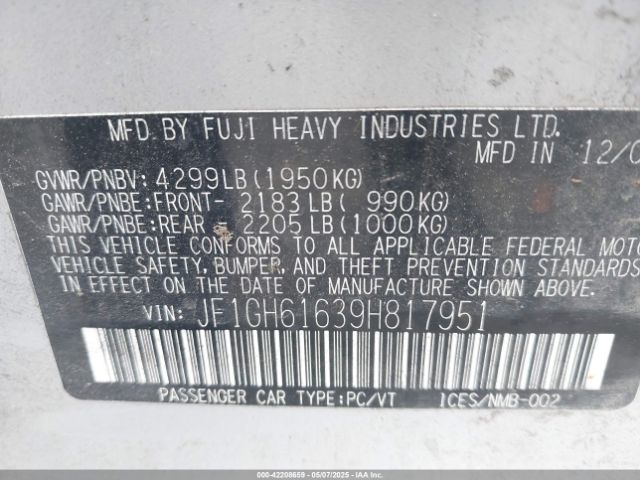 MFD. BY FUJI HEAVY INDUSTRIES LTD.
MFD IN 12/0
GVWR/PNBV: 4299LB(1950KG)
GAWR/PNBE:FRONT- 2183LB( 990KG)
GAWR/PNBE:REAR - 2205LB(1000KG)
THIS VEHICLE CONFORMS TO ALL APPLICABLE FEDERAL MOTO
VEHICLE SAFETY, BUMPER, AND THEFT PREVENTION STANDARDS
IN EFFECT ON THE DATE OF MANUFACTURE SHOWN ABOVE.
VIN: JF1GH61639H817951
PASSENGER CAR TYPE:PC/VT ICES/NMB-002
000-42208659 - 05/07/2025 - IAAI.COM